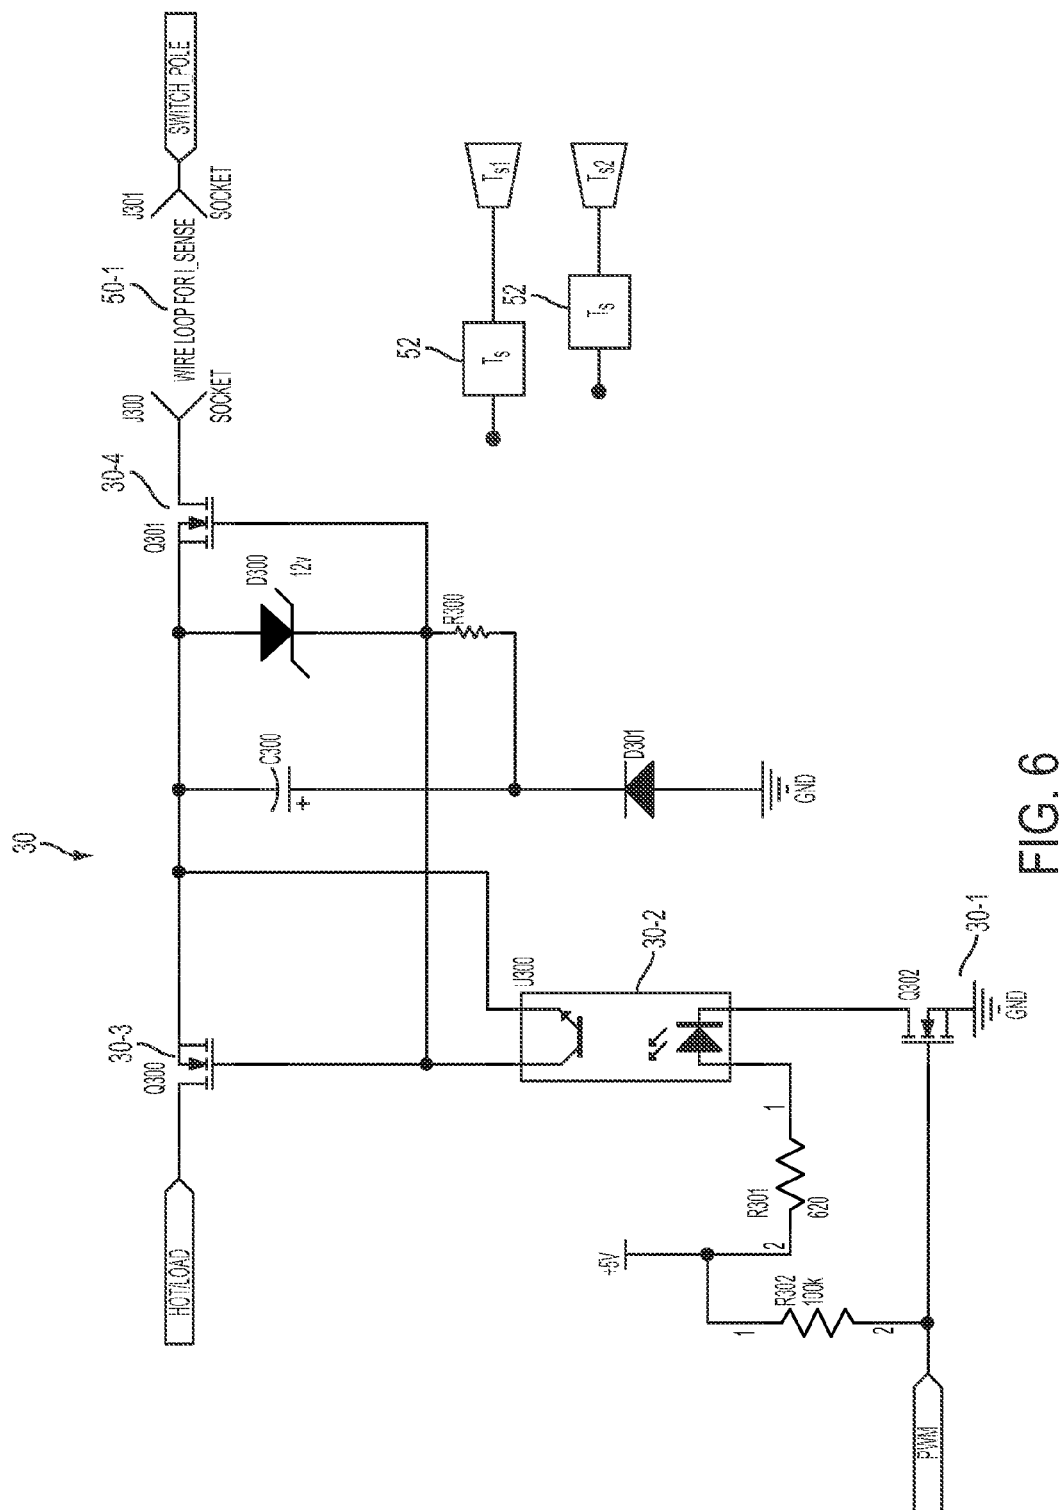 30
HOT/LOAD
Q300
30-3
C300
D300
12v
Q301
30-4
J300
SOCKET
50-1
WIRE LOOP FOR I_SENSE
J301
SOCKET
SWITCH_POLE
R300
+
D301
GND
U300
30-2
+5V
R301
620
1
2
R302
100k
1
2
PWM
Q302
30-1
GND
52
Ts
Ts1
52
Ts
Ts2
FIG. 6